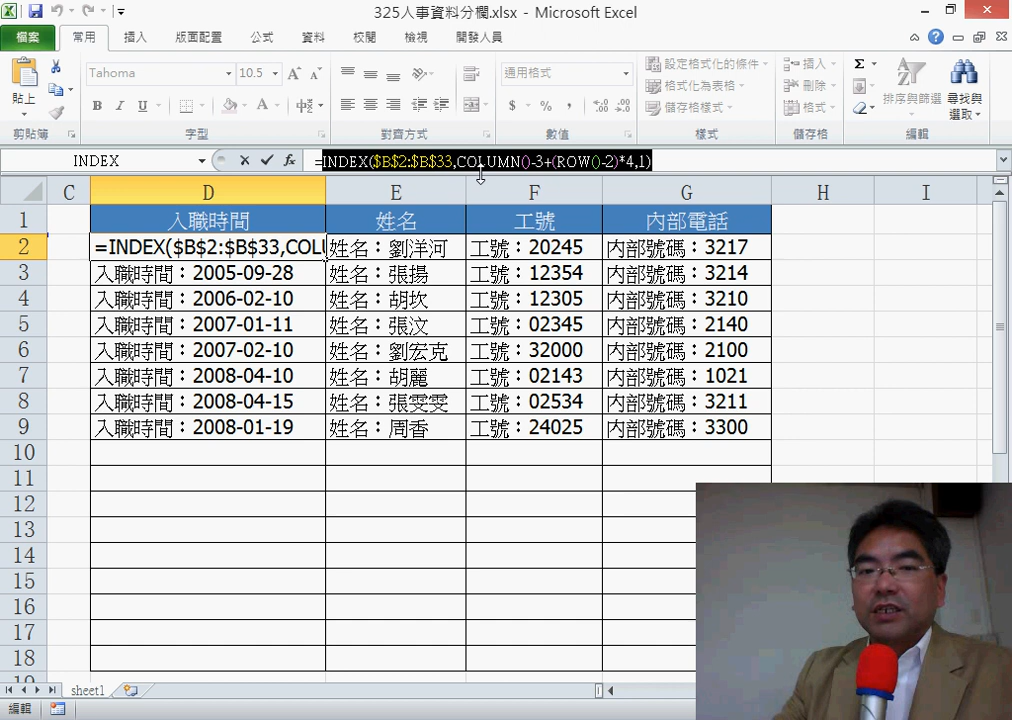 325人事資料分欄.xlsx - Microsoft Excel
檔案 常用 插入 版面配置 公式 資料 校閱 檢視 開發人員
貼上
Tahoma 10.5
B I U A 中
通用格式
$ % ,
設定格式化的條件
格式化為表格
儲存格樣式
插入
刪除
格式
Σ
排序與篩選
尋找與
選取
剪貼簿 字型 對齊方式 數值 樣式 儲存格 編輯
INDEX fx =INDEX($B$2:$B$33,COLUMN()-3+(ROW()-2)*4,1)
C D E F G H I
1 入職時間 姓名 工號 內部電話
2 =INDEX($B$2:$B$33,COLU 姓名：劉洋河 工號：20245 內部號碼：3217
3 入職時間：2005-09-28 姓名：張揚 工號：12354 內部號碼：3214
4 入職時間：2006-02-10 姓名：胡坎 工號：12305 內部號碼：3210
5 入職時間：2007-01-11 姓名：張汶 工號：02345 內部號碼：2140
6 入職時間：2007-02-10 姓名：劉宏克 工號：32000 內部號碼：2100
7 入職時間：2008-04-10 姓名：胡麗 工號：02143 內部號碼：1021
8 入職時間：2008-04-15 姓名：張雯雯 工號：02534 內部號碼：3211
9 入職時間：2008-01-19 姓名：周香 工號：24025 內部號碼：3300
10
11
12
13
14
15
16
17
18
sheet1
編輯